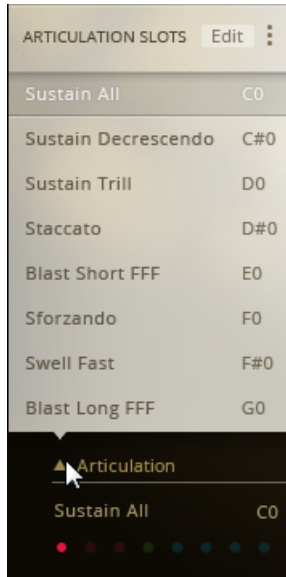 ARTICULATION SLOTS Edit
Sustain All C0
Sustain Decrescendo C#0
Sustain Trill D0
Staccato D#0
Blast Short FFF E0
Sforzando F0
Swell Fast F#0
Blast Long FFF G0
Articulation
Sustain All C0